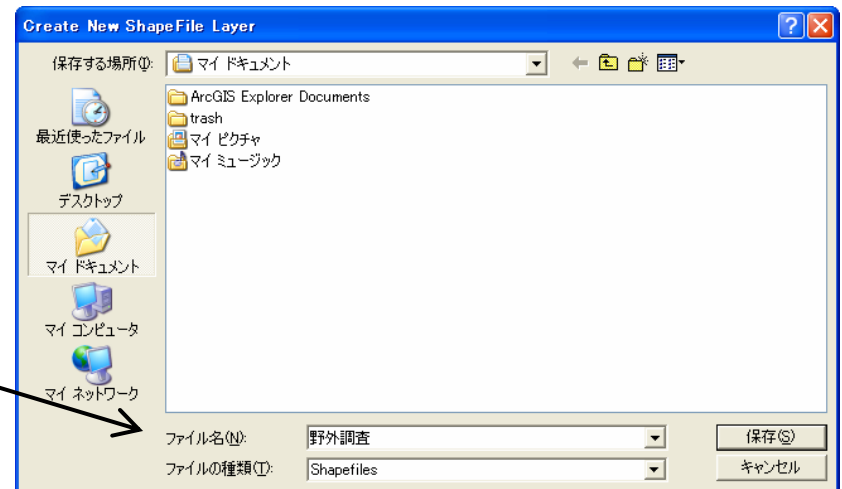 Create New ShapeFile Layer
保存する場所(I): マイ ドキュメント
ArcGIS Explorer Documents
trash
マイ ピクチャ
マイ ミュージック
最近使ったファイル
デスクトップ
マイ ドキュメント
マイ コンピュータ
マイ ネットワーク
ファイル名(N): 野外調査 保存(S)
ファイルの種類(T): Shapefiles キャンセル